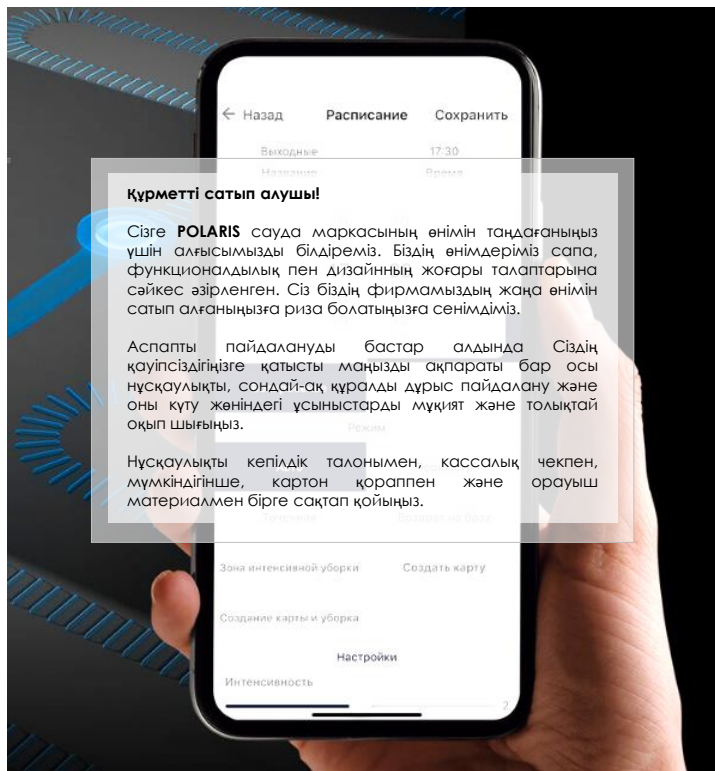 ← Назад Расписание Сохранить
Выходные 17:30
Название Время
Құрметті сатып алушы!
Сізге POLARIS сауда маркасының өнімін таңдағаныңыз
үшін алғысымызды білдіреміз. Біздің өнімдеріміз сапа,
функционалдылық пен дизайнның жоғары талаптарына
сәйкес әзірленген. Сіз біздің фирмамыздың жаңа өнімін
сатып алғаныңызға риза болатыңызға сенімдіміз.
Аспапты пайдалануды бастар алдында Сіздің
қауіпсіздігіңізге қатысты маңызды ақпараты бар осы
нұсқаулықты, сондай-ақ құралды дұрыс пайдалану және
оны күту жөніндегі ұсыныстарды мұқият және толықтай
оқып шығыңыз.
Режим
Нұсқаулықты кепілдік талонымен, кассалық чекпен,
мүмкіндігінше, картон қораппен және орауыш
материалмен бірге сақтап қойыңыз.
Зона интенсивной уборки Создать карту
Создание карты и уборка
Настройки
Интенсивность
2